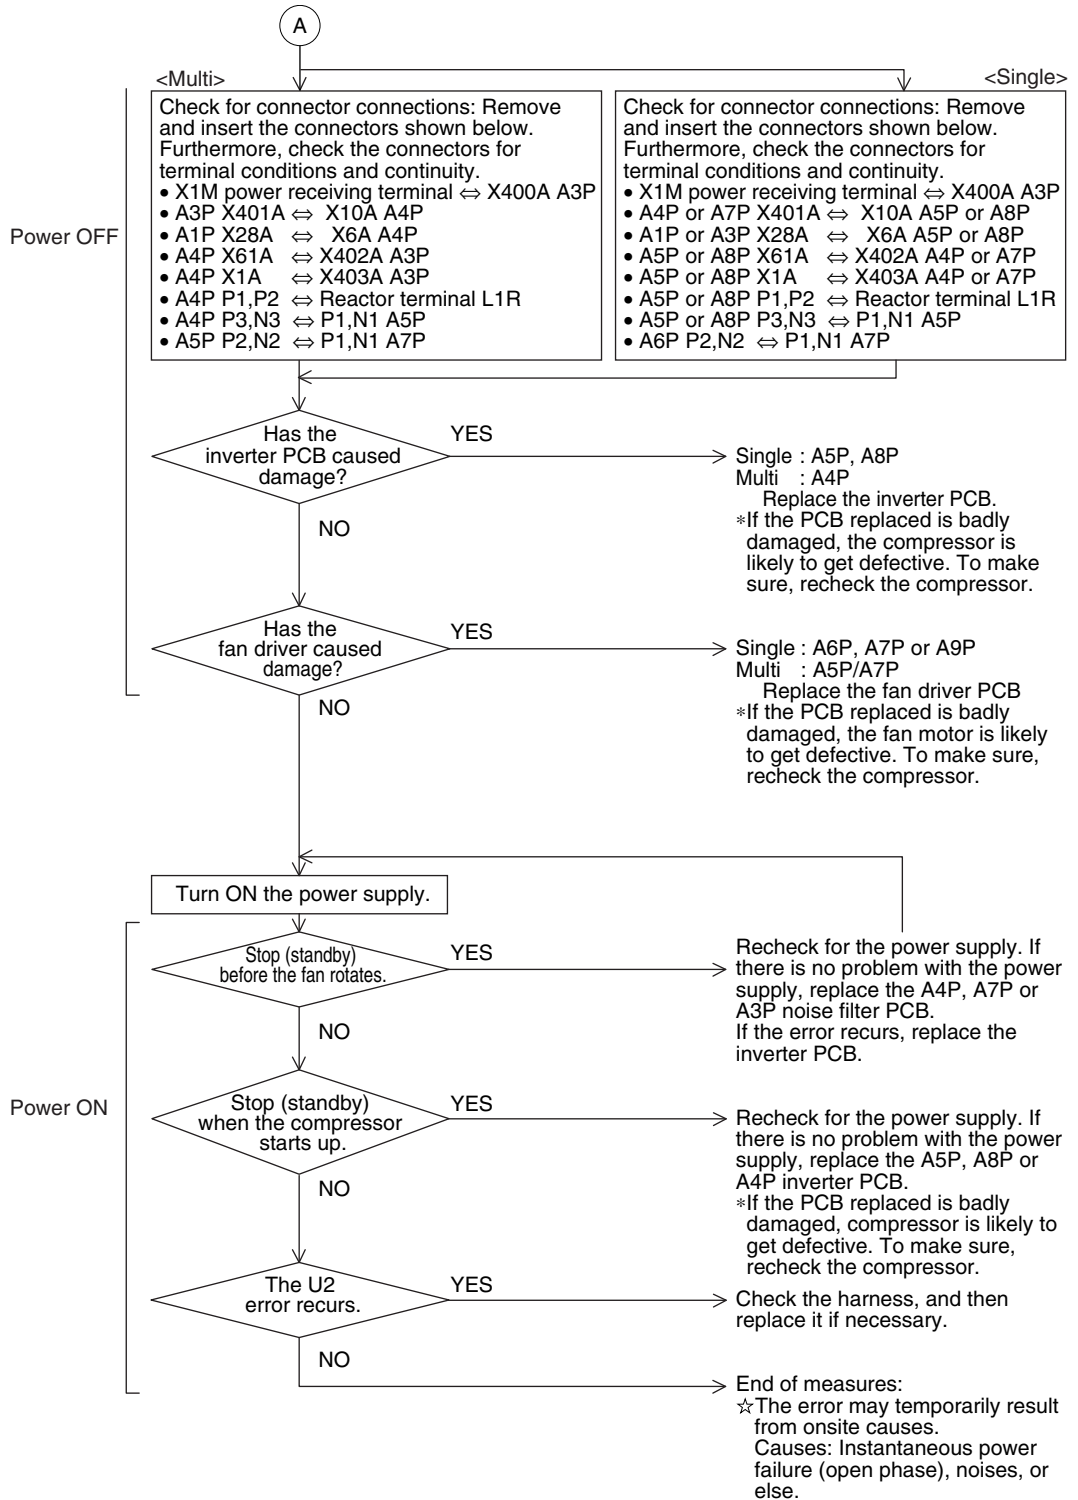 A
<Multi>
<Single>
Power OFF
Check for connector connections: Remove
and insert the connectors shown below.
Furthermore, check the connectors for
terminal conditions and continuity.
• X1M power receiving terminal ⇔ X400A A3P
• A3P X401A ⇔ X10A A4P
• A1P X28A ⇔ X6A A4P
• A4P X61A ⇔ X402A A3P
• A4P X1A ⇔ X403A A3P
• A4P P1,P2 ⇔ Reactor terminal L1R
• A4P P3,N3 ⇔ P1,N1 A5P
• A5P P2,N2 ⇔ P1,N1 A7P
Check for connector connections: Remove
and insert the connectors shown below.
Furthermore, check the connectors for
terminal conditions and continuity.
• X1M power receiving terminal ⇔ X400A A3P
• A4P or A7P X401A ⇔ X10A A5P or A8P
• A1P or A3P X28A ⇔ X6A A5P or A8P
• A5P or A8P X61A ⇔ X402A A4P or A7P
• A5P or A8P X1A ⇔ X403A A4P or A7P
• A5P or A8P P1,P2 ⇔ Reactor terminal L1R
• A5P or A8P P3,N3 ⇔ P1,N1 A5P
• A6P P2,N2 ⇔ P1,N1 A7P
Has the
inverter PCB caused
damage?
YES
NO
Single : A5P, A8P
Multi : A4P
Replace the inverter PCB.
*If the PCB replaced is badly
damaged, the compressor is
likely to get defective. To make
sure, recheck the compressor.
Has the
fan driver caused
damage?
YES
NO
Single : A6P, A7P or A9P
Multi : A5P/A7P
Replace the fan driver PCB
*If the PCB replaced is badly
damaged, the fan motor is likely
to get defective. To make sure,
recheck the compressor.
Turn ON the power supply.
Power ON
Stop (standby)
before the fan rotates.
YES
NO
Recheck for the power supply. If
there is no problem with the power
supply, replace the A4P, A7P or
A3P noise filter PCB.
If the error recurs, replace the
inverter PCB.
Stop (standby)
when the compressor
starts up.
YES
NO
Recheck for the power supply. If
there is no problem with the power
supply, replace the A5P, A8P or
A4P inverter PCB.
*If the PCB replaced is badly
damaged, compressor is likely to
get defective. To make sure,
recheck the compressor.
The U2
error recurs.
YES
NO
Check the harness, and then
replace it if necessary.
End of measures:
☆The error may temporarily result
from onsite causes.
Causes: Instantaneous power
failure (open phase), noises, or
else.